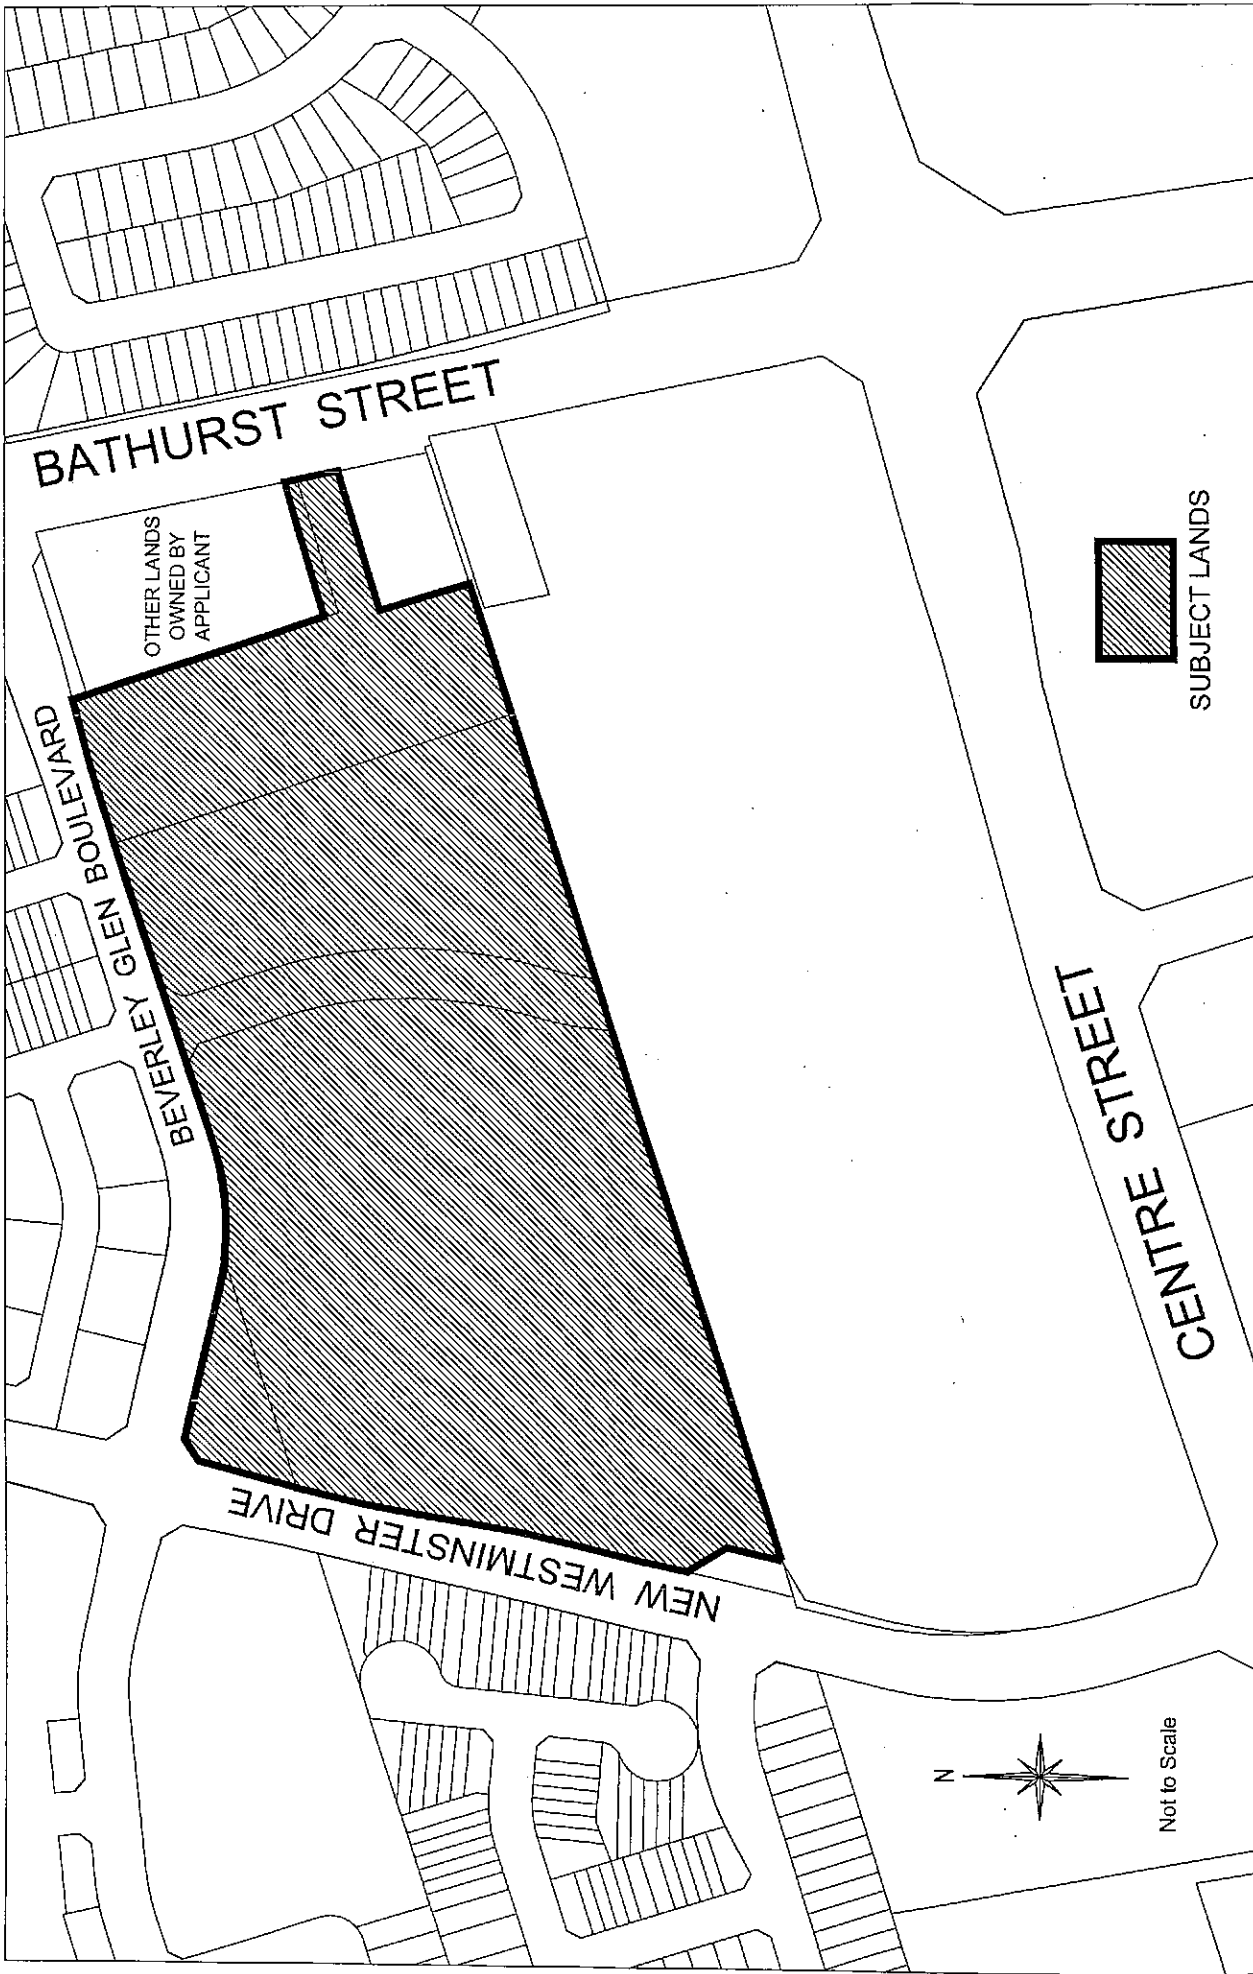 BATHURST STREET
OTHER LANDS
OWNED BY
APPLICANT
BEVERLEY GLEN BOULEVARD
NEW WESTMINSTER DRIVE
CENTRE STREET
SUBJECT LANDS
N
Not to Scale